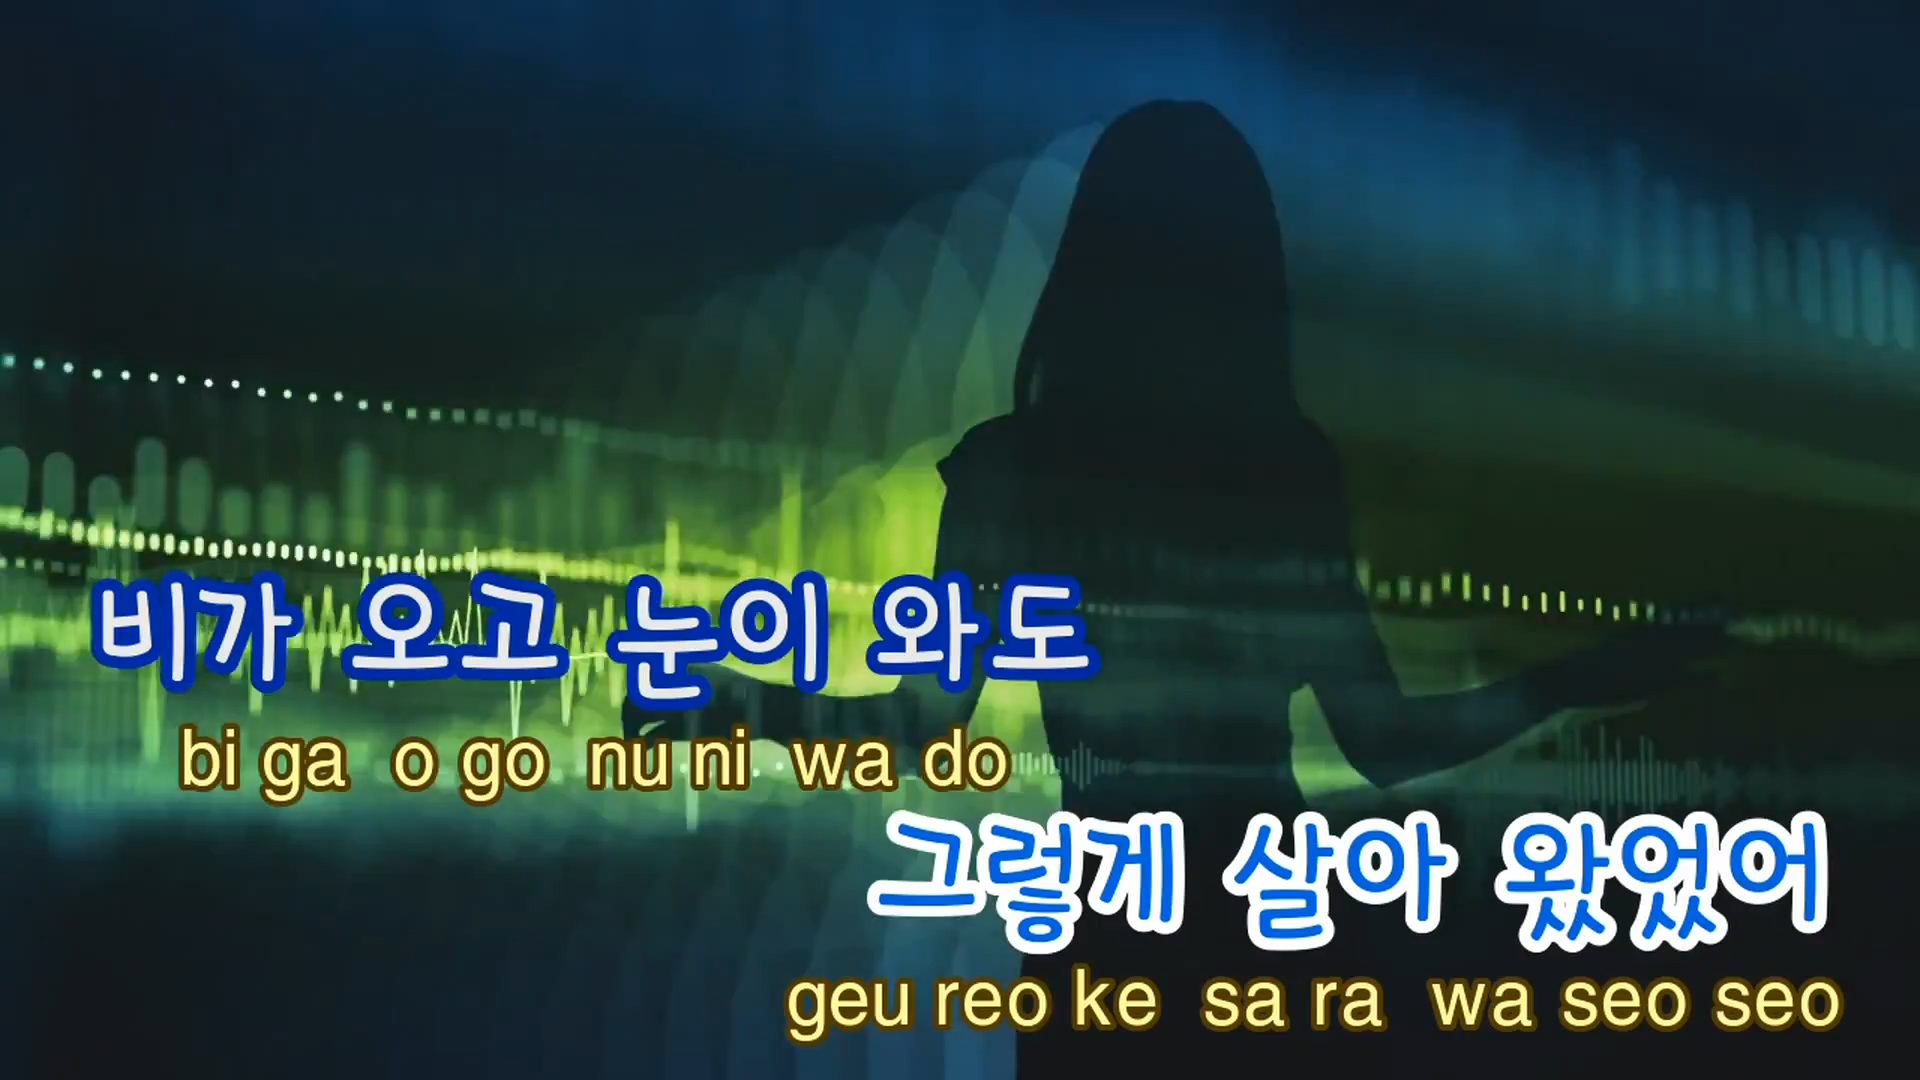 비가 오고 눈이 와도
bi ga o go nu ni wa do
그렇게 살아 왔었어
geu reo ke sa ra wa seo seo